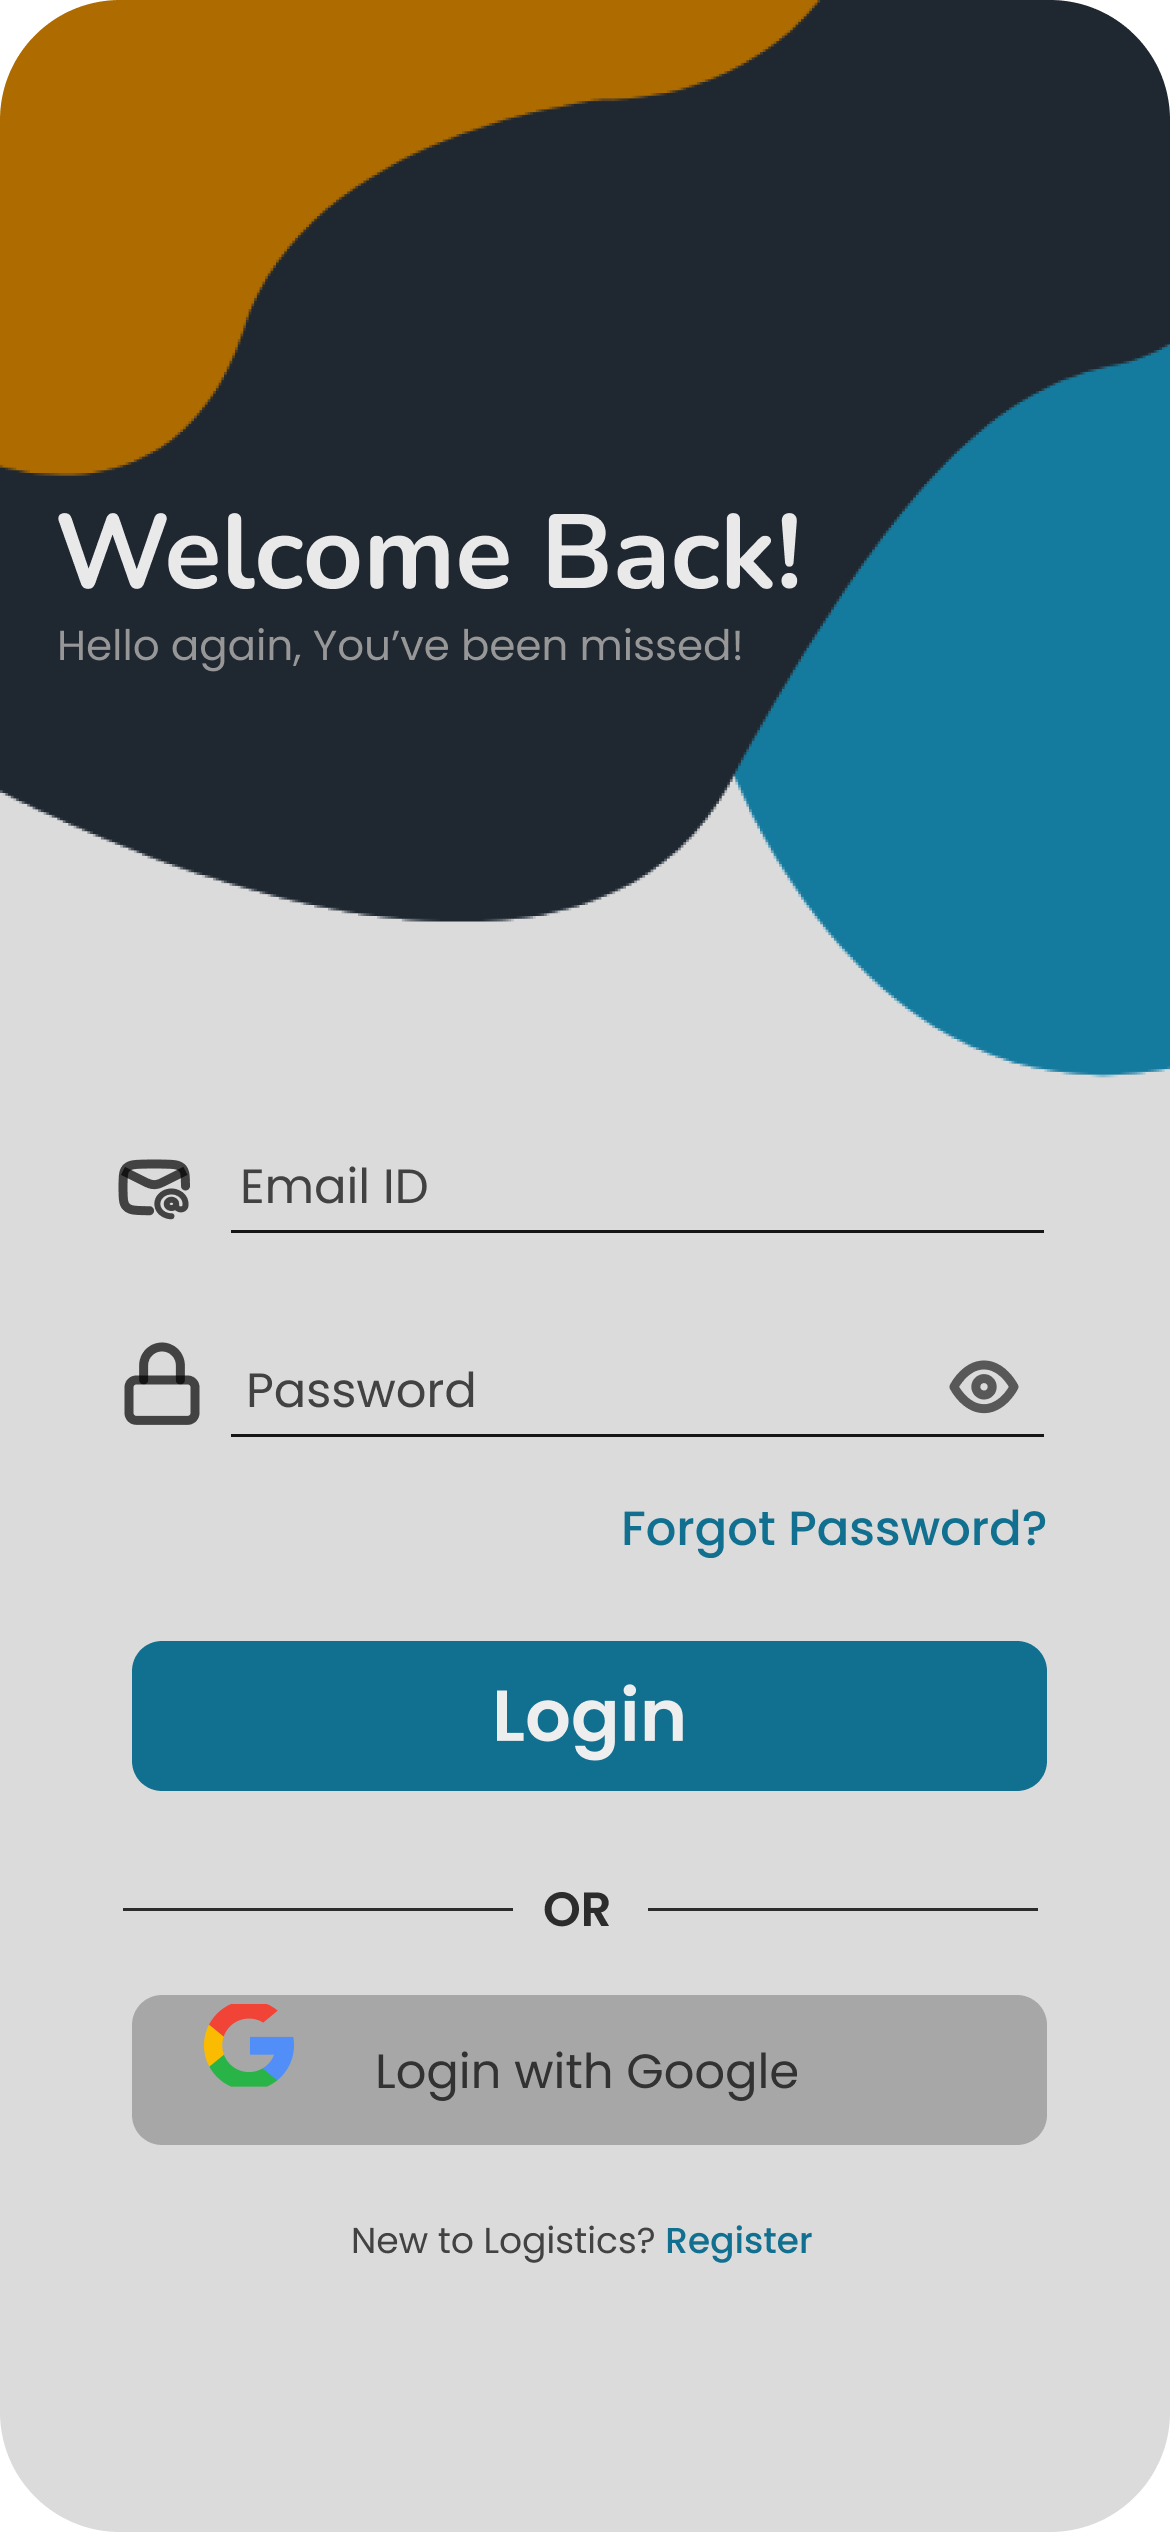 Welcome Back!
Hello again, You’ve been missed!
Email ID
Password
Forgot Password?
Login
OR
Login with Google
New to Logistics? Register